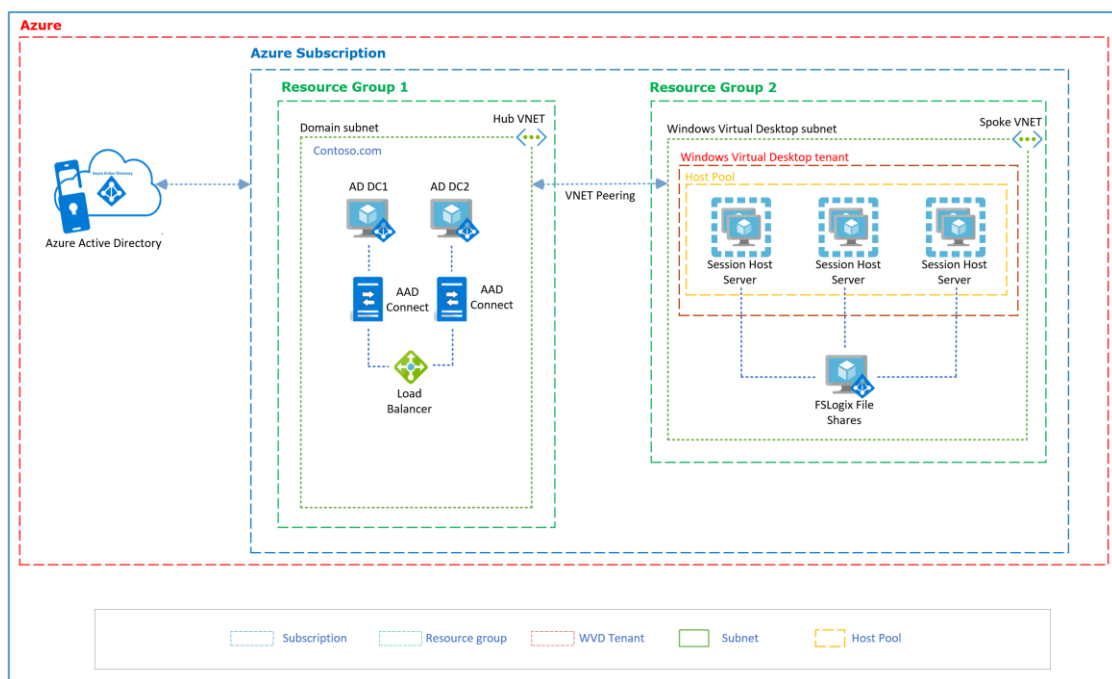 Azure
Azure Subscription
Resource Group 1
Hub VNET
Domain subnet
Contoso.com
AD DC1
AD DC2
AAD
Connect
AAD
Connect
Load
Balancer
Azure Active Directory
Azure Active Directory
VNET Peering
Resource Group 2
Spoke VNET
Windows Virtual Desktop subnet
Windows Virtual Desktop tenant
Host Pool
Session Host
Server
Session Host
Server
Session Host
Server
FSLogix File
Shares
Subscription
Resource group
WVD Tenant
Subnet
Host Pool